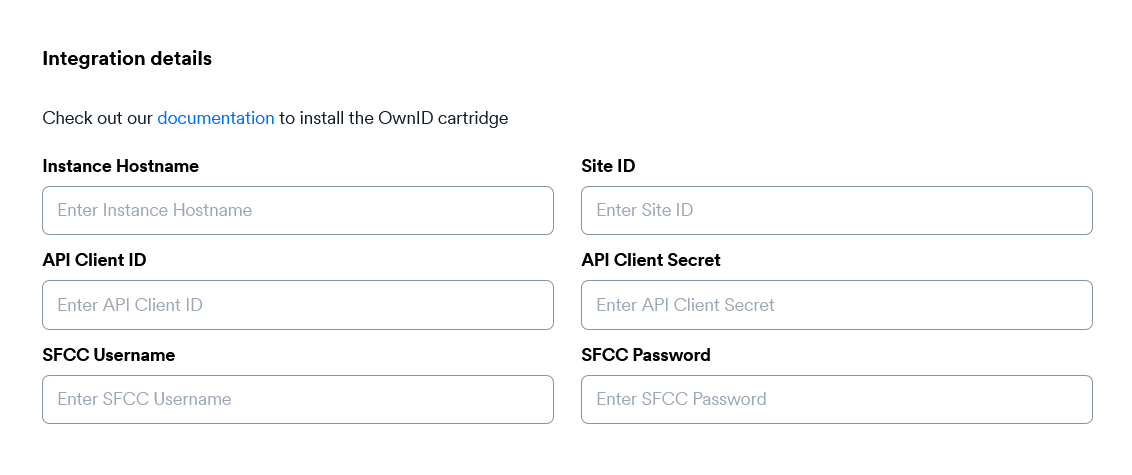 Integration details
Check out our documentation to install the OwnID cartridge
Instance Hostname
Site ID
Enter Instance Hostname
Enter Site ID
API Client ID
API Client Secret
Enter API Client ID
Enter API Client Secret
SFCC Username
SFCC Password
Enter SFCC Username
Enter SFCC Password